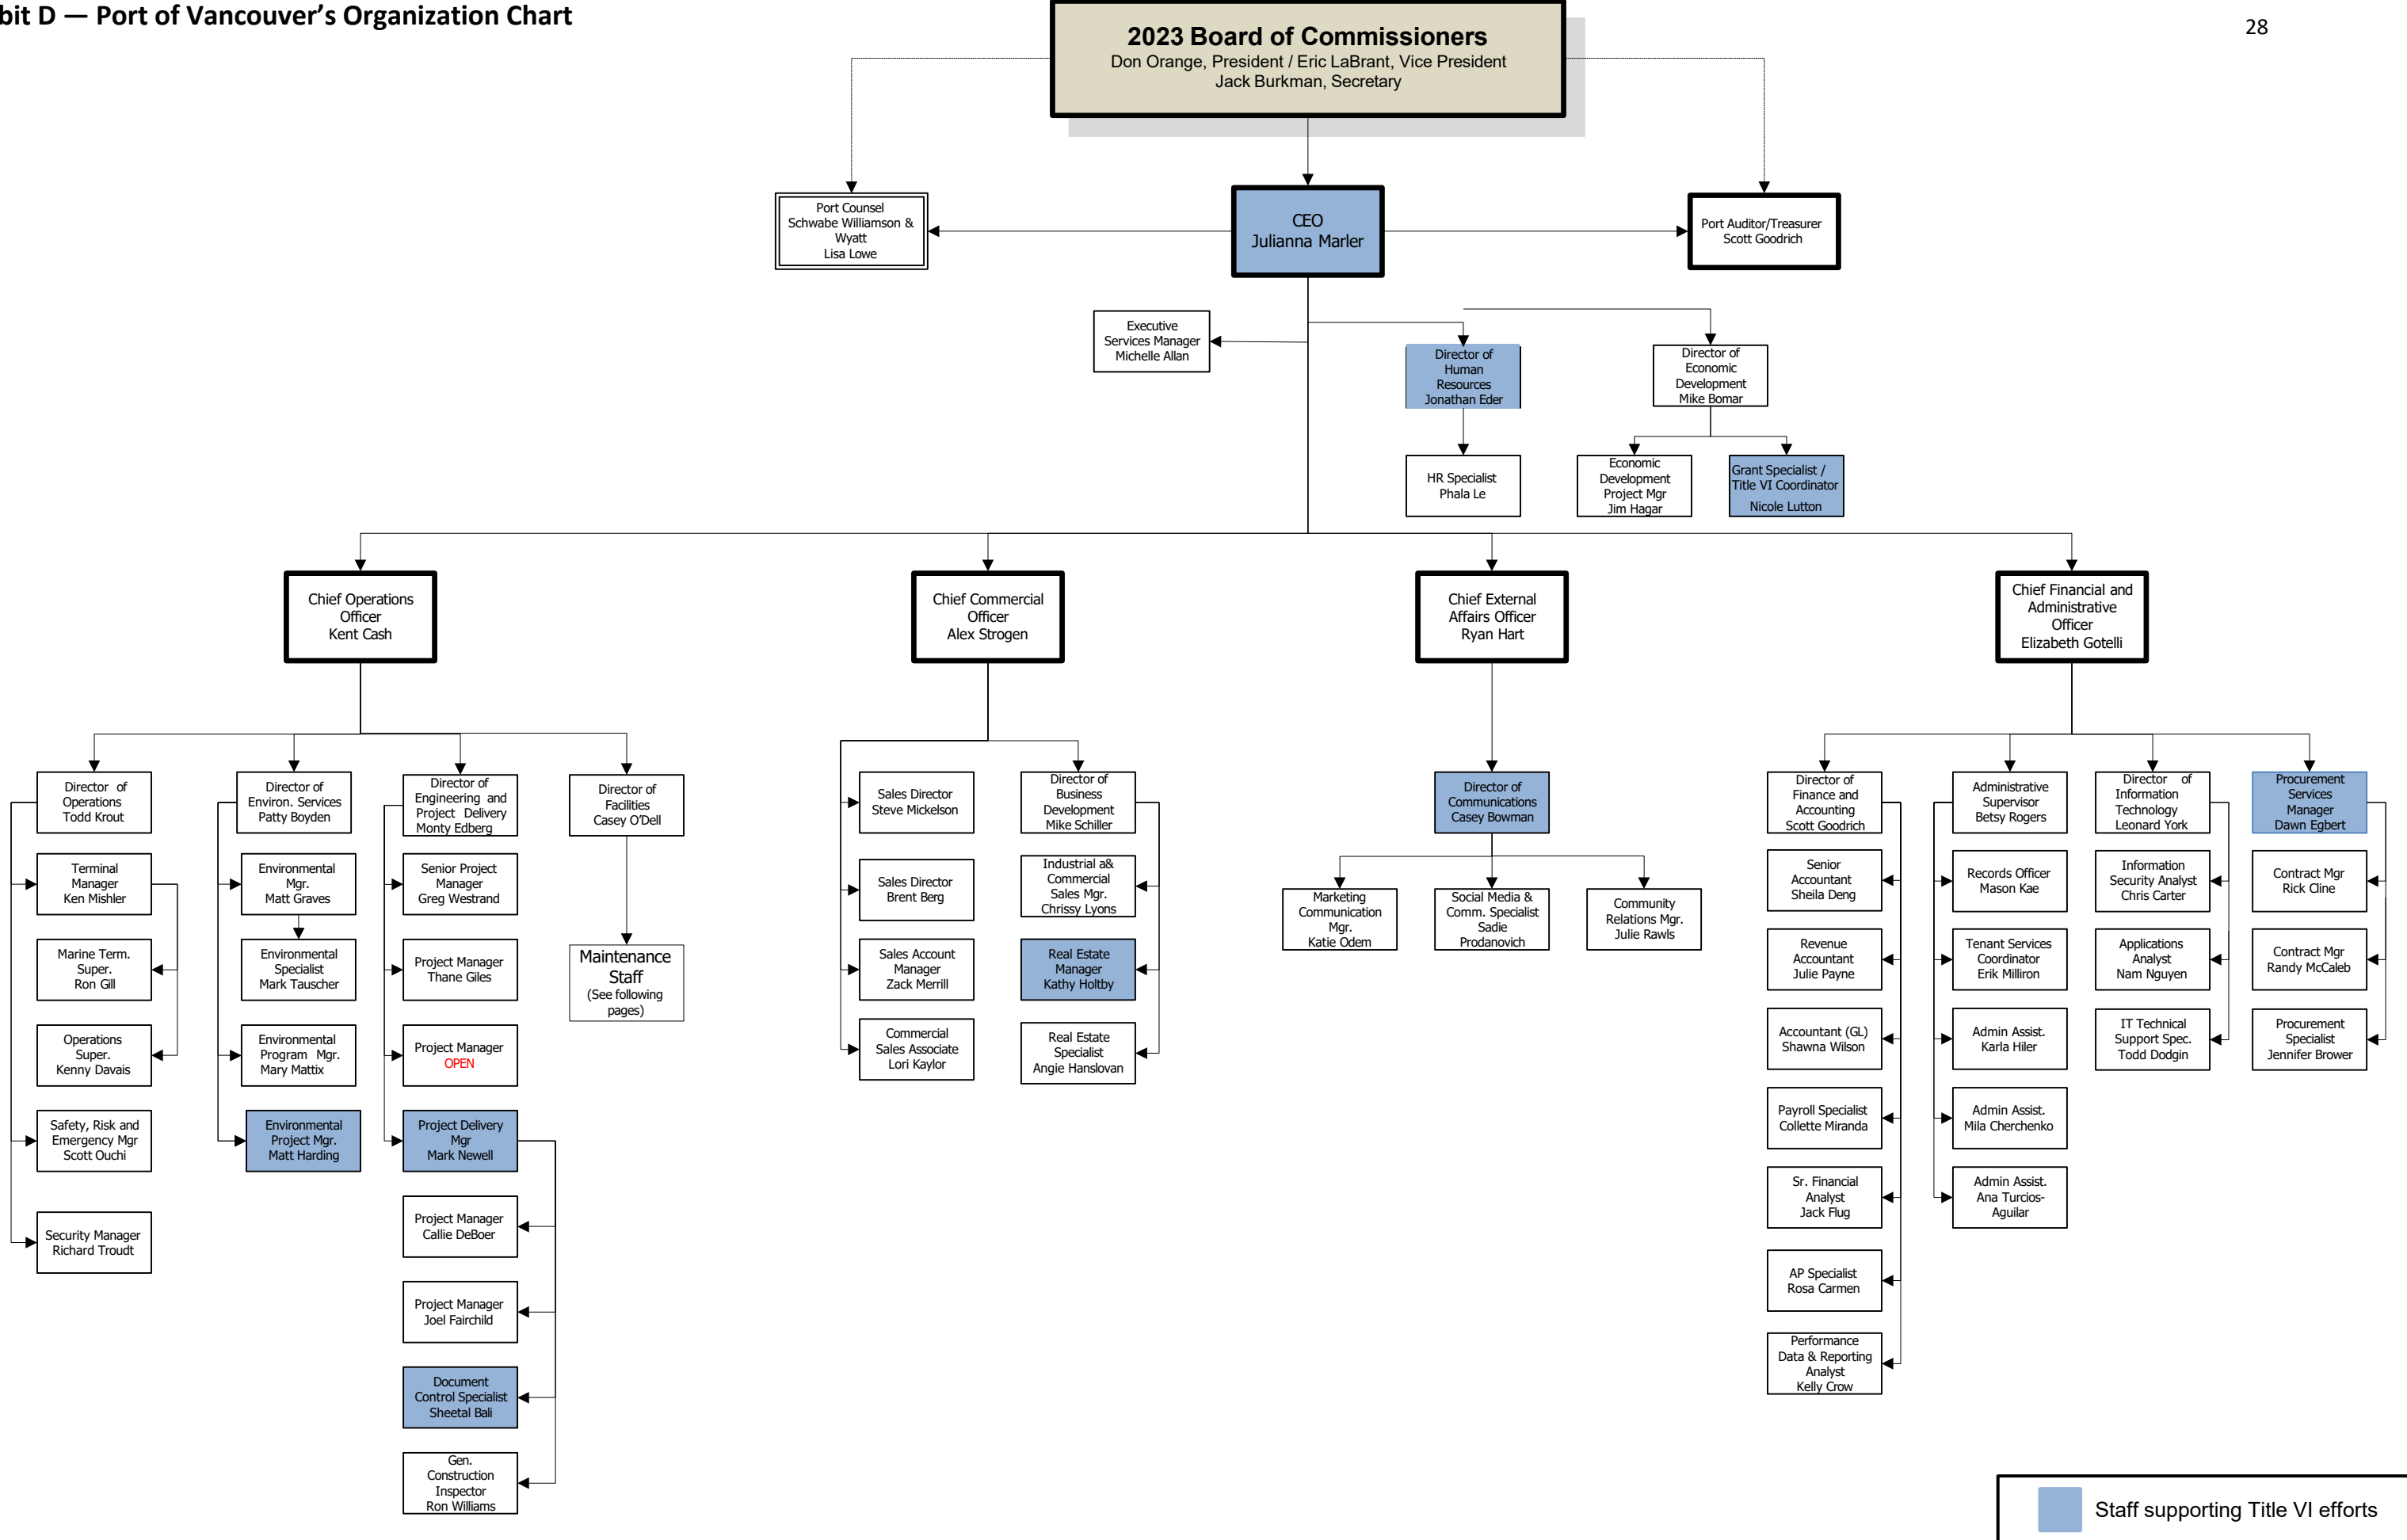 bit D — Port of Vancouver's Organization Chart
28
2023 Board of Commissioners
Don Orange, President / Eric LaBrant, Vice President
Jack Burkman, Secretary
Port Counsel
Schwabe Williamson &
Wyatt
Lisa Lowe
CEO
Julianna Marler
Port Auditor/Treasurer
Scott Goodrich
Executive
Services Manager
Michelle Allan
Director of
Human
Resources
Jonathan Eder
Director of
Economic
Development
Mike Bomar
HR Specialist
Phala Le
Economic
Development
Project Mgr
Jim Hagar
Grant Specialist /
Title VI Coordinator
Nicole Lutton
Chief Operations
Officer
Kent Cash
Chief Commercial
Officer
Alex Strogen
Chief External
Affairs Officer
Ryan Hart
Chief Financial and
Administrative
Officer
Elizabeth Gotelli
Director of
Operations
Todd Krout
Terminal
Manager
Ken Mishler
Marine Term.
Super.
Ron Gill
Operations
Super.
Kenny Davais
Safety, Risk and
Emergency Mgr
Scott Ouchi
Security Manager
Richard Troudt
Director of
Environ. Services
Patty Boyden
Environmental
Mgr.
Matt Graves
Environmental
Specialist
Mark Tauscher
Environmental
Program Mgr.
Mary Mattix
Environmental
Project Mgr.
Matt Harding
Director of
Engineering and
Project Delivery
Monty Edberg
Senior Project
Manager
Greg Westrand
Project Manager
Thane Giles
Project Manager
OPEN
Project Delivery
Mgr
Mark Newell
Project Manager
Callie DeBoer
Project Manager
Joel Fairchild
Document
Control Specialist
Sheetal Bali
Gen.
Construction
Inspector
Ron Williams
Director of
Facilities
Casey O'Dell
Maintenance
Staff
(See following
pages)
Sales Director
Steve Mickelson
Sales Director
Brent Berg
Sales Account
Manager
Zack Merrill
Commercial
Sales Associate
Lori Kaylor
Director of
Business
Development
Mike Schiller
Industrial a&
Commercial
Sales Mgr.
Chrissy Lyons
Real Estate
Manager
Kathy Holtby
Real Estate
Specialist
Angie Hanslovan
Director of
Communications
Casey Bowman
Marketing
Communication
Mgr.
Katie Odem
Social Media &
Comm. Specialist
Sadie
Prodanovich
Community
Relations Mgr.
Julie Rawls
Director of
Finance and
Accounting
Scott Goodrich
Senior
Accountant
Sheila Deng
Revenue
Accountant
Julie Payne
Accountant (GL)
Shawna Wilson
Payroll Specialist
Collette Miranda
Sr. Financial
Analyst
Jack Flug
AP Specialist
Rosa Carmen
Performance
Data & Reporting
Analyst
Kelly Crow
Administrative
Supervisor
Betsy Rogers
Records Officer
Mason Kae
Tenant Services
Coordinator
Erik Milliron
Admin Assist.
Karla Hiler
Admin Assist.
Mila Cherchenko
Admin Assist.
Ana Turcios-
Aguilar
Director of
Information
Technology
Leonard York
Information
Security Analyst
Chris Carter
Applications
Analyst
Nam Nguyen
IT Technical
Support Spec.
Todd Dodgin
Procurement
Services
Manager
Dawn Egbert
Contract Mgr
Rick Cline
Contract Mgr
Randy McCaleb
Procurement
Specialist
Jennifer Brower
Staff supporting Title VI efforts